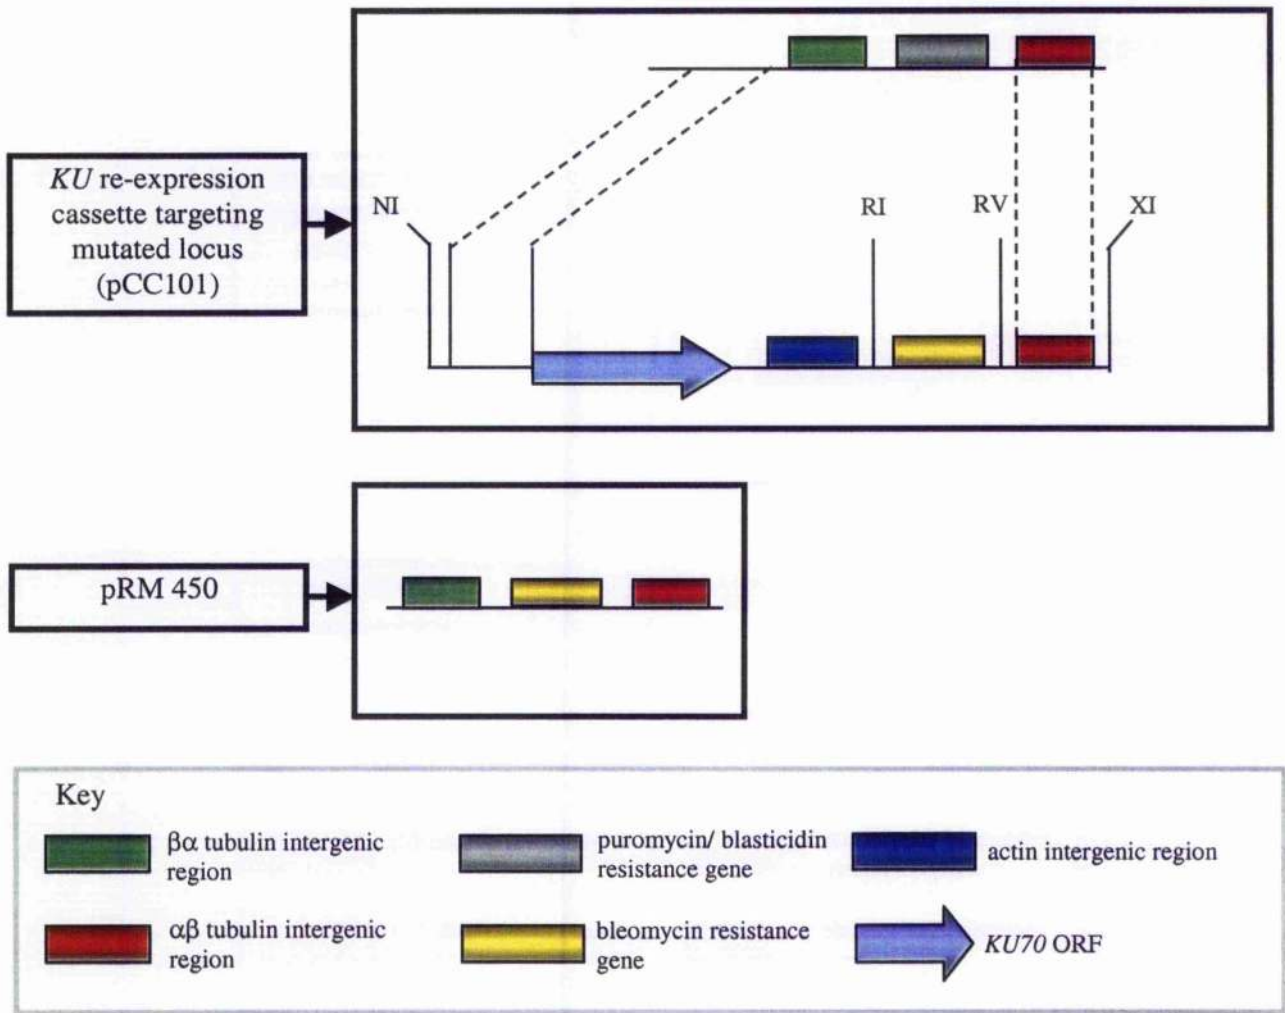 KU re-expression
cassette targeting
mutated locus
(pCC101)
NI
RI
RV
XI
pRM 450
Key
βα tubulin intergenic
region
puromycin/ blasticidin
resistance gene
actin intergenic region
αβ tubulin intergenic
region
bleomycin resistance
gene
KU70 ORF